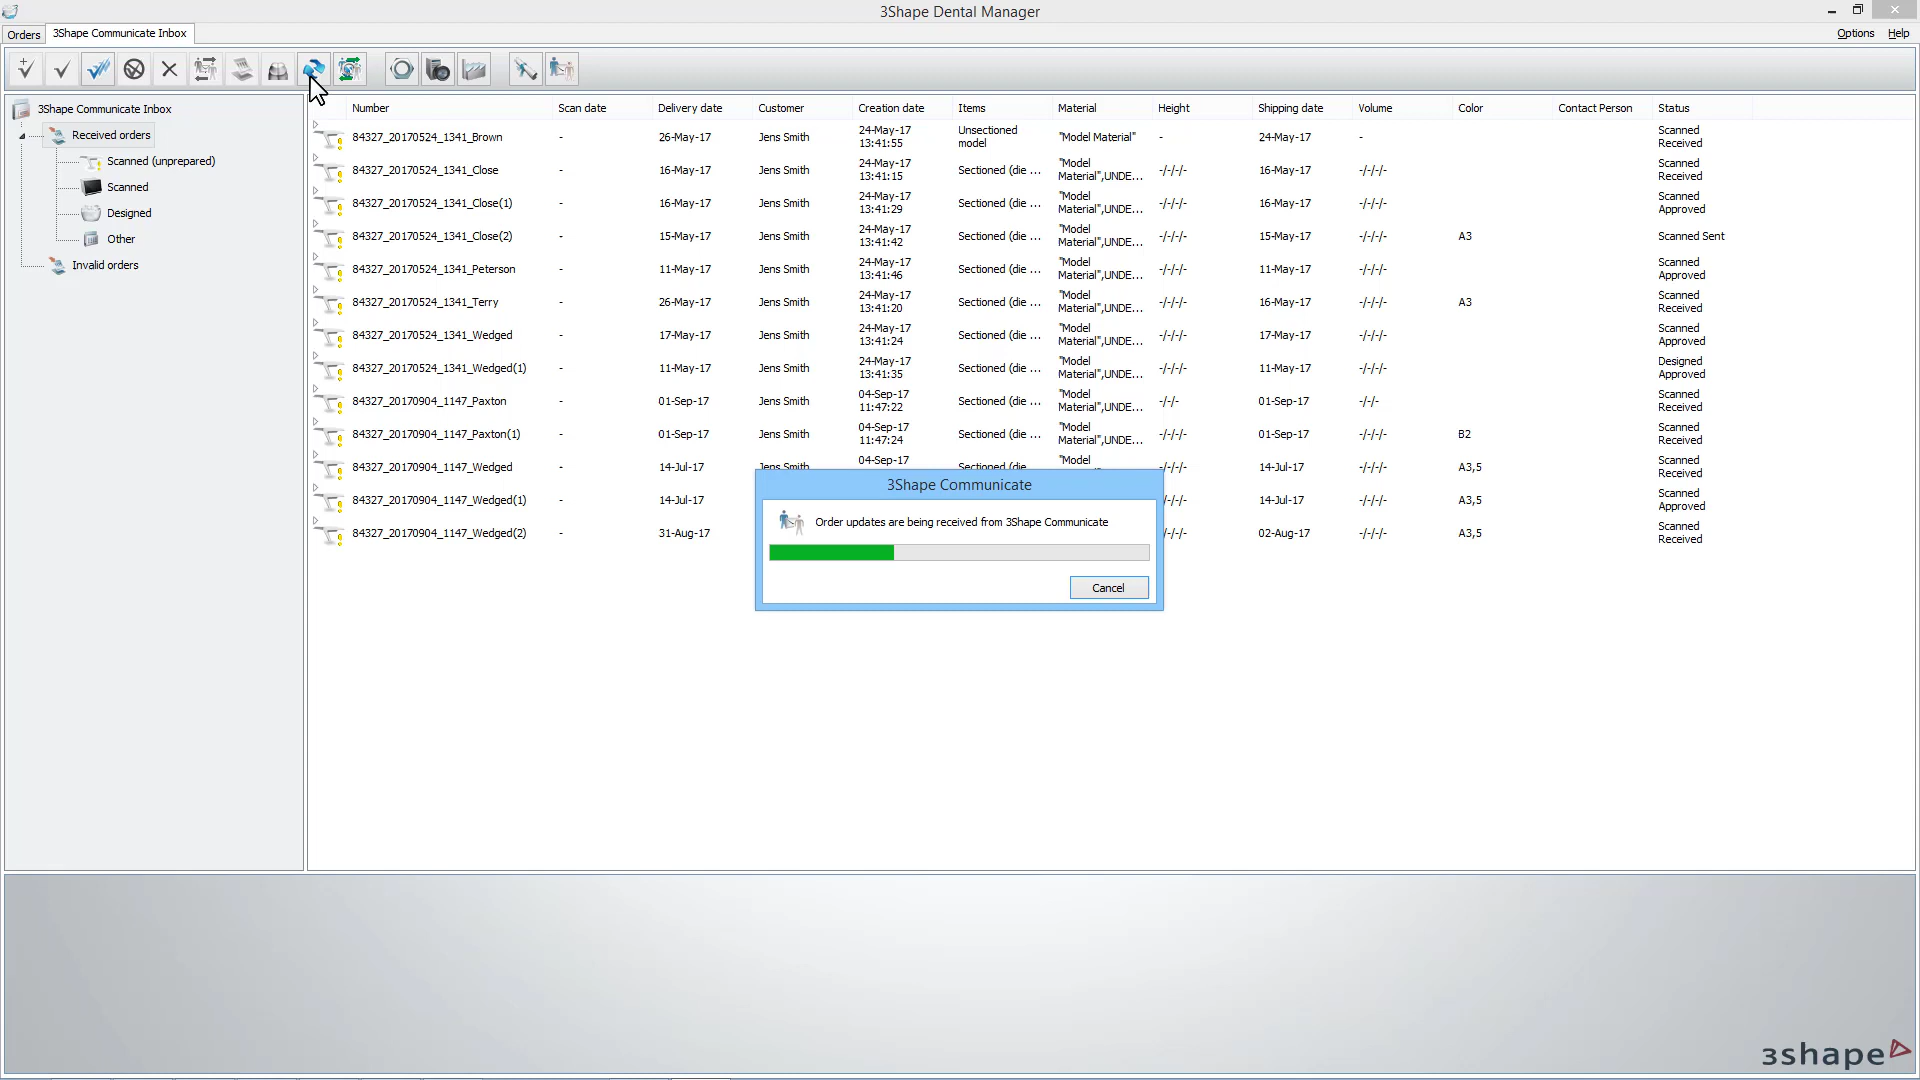 3Shape Dental Manager
Orders
3Shape Communicate Inbox
Options
Help
3Shape Communicate Inbox
Received orders
Scanned (unprepared)
Scanned
Designed
Other
Invalid orders
Number Scan date Delivery date Customer Creation date Items Material Height Shipping date Volume Color Contact Person Status
84327_20170524_1341_Brown - 26-May-17 Jens Smith 24-May-17 13:41:55 Unsectioned model "Model Material" - 24-May-17 - Scanned Received
84327_20170524_1341_Close - 16-May-17 Jens Smith 24-May-17 13:41:15 Sectioned (die ... "Model Material",UNDE... -/-/-/- 16-May-17 -/-/-/- Scanned Received
84327_20170524_1341_Close(1) - 16-May-17 Jens Smith 24-May-17 13:41:29 Sectioned (die ... "Model Material",UNDE... -/-/-/- 16-May-17 -/-/-/- Scanned Approved
84327_20170524_1341_Close(2) - 15-May-17 Jens Smith 24-May-17 13:41:42 Sectioned (die ... "Model Material",UNDE... -/-/-/- 15-May-17 -/-/-/- A3 Scanned Sent
84327_20170524_1341_Peterson - 11-May-17 Jens Smith 24-May-17 13:41:46 Sectioned (die ... "Model Material",UNDE... -/-/-/- 11-May-17 -/-/-/- Scanned Approved
84327_20170524_1341_Terry - 26-May-17 Jens Smith 24-May-17 13:41:20 Sectioned (die ... "Model Material",UNDE... -/-/-/- 16-May-17 -/-/-/- A3 Scanned Received
84327_20170524_1341_Wedged - 17-May-17 Jens Smith 24-May-17 13:41:24 Sectioned (die ... "Model Material",UNDE... -/-/-/- 17-May-17 -/-/-/- Scanned Approved
84327_20170524_1341_Wedged(1) - 11-May-17 Jens Smith 24-May-17 13:41:35 Sectioned (die ... "Model Material",UNDE... -/-/-/- 11-May-17 -/-/-/- Designed Approved
84327_20170904_1147_Paxton - 01-Sep-17 Jens Smith 04-Sep-17 11:47:22 Sectioned (die ... "Model Material",UNDE... -/-/- 01-Sep-17 -/-/- Scanned Received
84327_20170904_1147_Paxton(1) - 01-Sep-17 Jens Smith 04-Sep-17 11:47:24 Sectioned (die ... "Model Material",UNDE... -/-/-/- 01-Sep-17 -/-/-/- B2 Scanned Received
84327_20170904_1147_Wedged - 14-Jul-17 Jens Smith 04-Sep-17 Sectioned (die "Model -/-/-/- 14-Jul-17 -/-/-/- A3,5 Scanned Received
84327_20170904_1147_Wedged(1) - 14-Jul-17 /-/-/- 14-Jul-17 -/-/-/- A3,5 Scanned Approved
84327_20170904_1147_Wedged(2) - 31-Aug-17 /-/-/- 02-Aug-17 -/-/-/- A3,5 Scanned Received
3Shape Communicate
Order updates are being received from 3Shape Communicate
Cancel
3shape